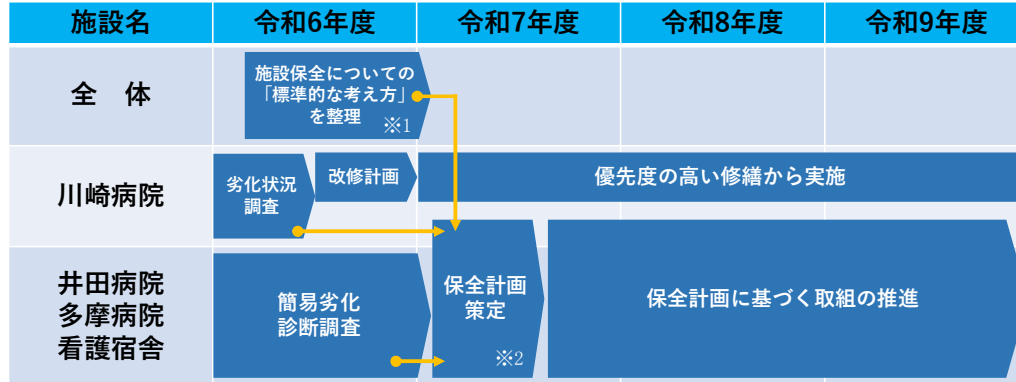 施設名 令和6年度 令和7年度 令和8年度 令和9年度
全　体
施設保全についての
「標準的な考え方」
を整理
※1
川崎病院
劣化状況
調査
改修計画
優先度の高い修繕から実施
井田病院
多摩病院
看護宿舎
簡易劣化
診断調査
保全計画
策定
※2
保全計画に基づく取組の推進